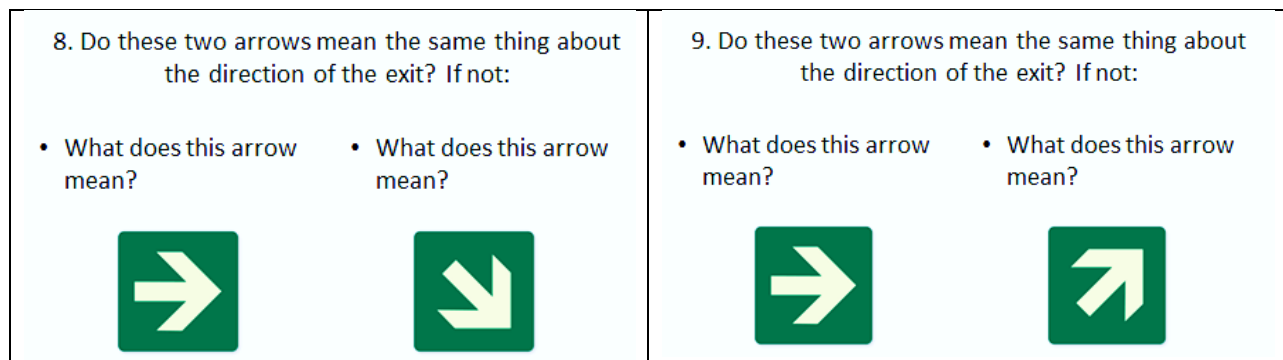 8. Do these two arrows mean the same thing about
the direction of the exit? If not:
• What does this arrow
mean?
• What does this arrow
mean?
9. Do these two arrows mean the same thing about
the direction of the exit? If not:
• What does this arrow
mean?
• What does this arrow
mean?